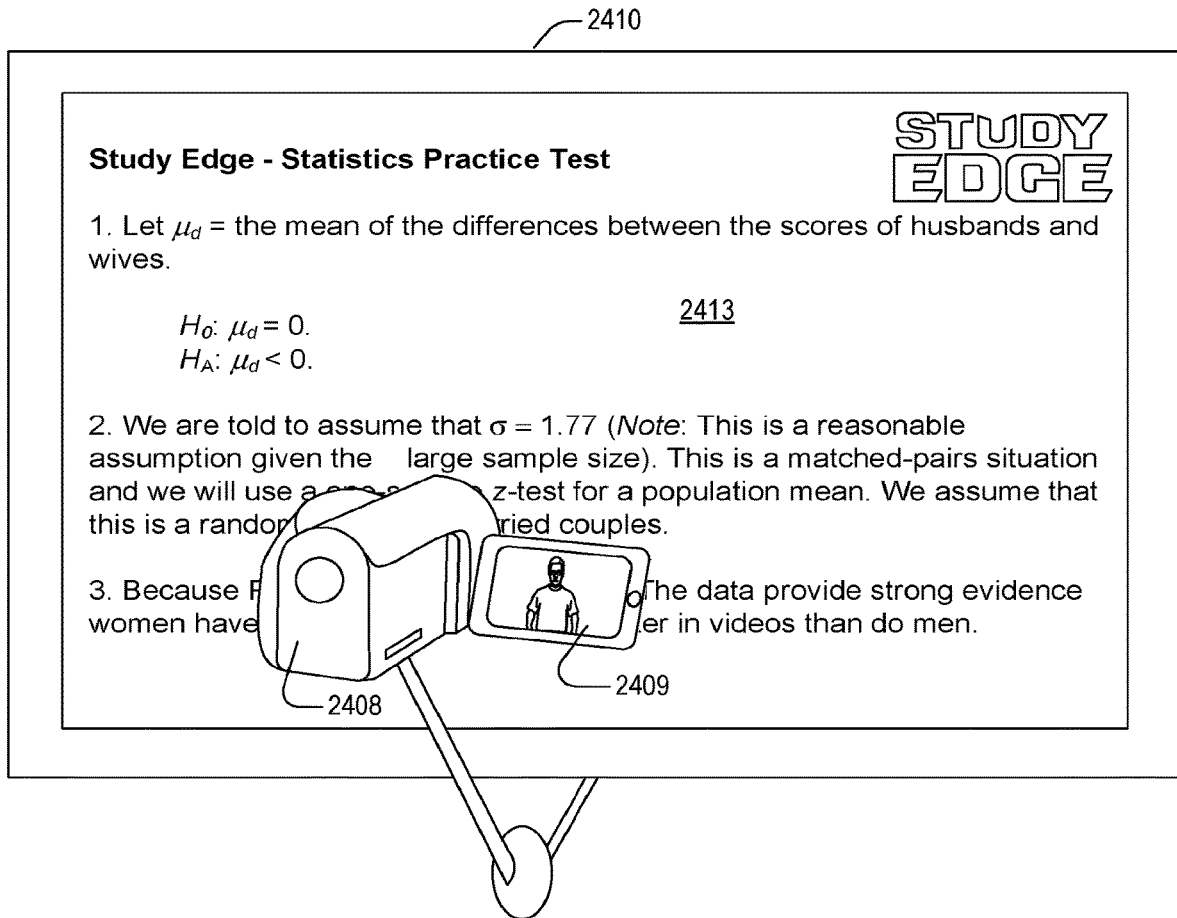 2410
STUDY
EDGE
Study Edge - Statistics Practice Test
1. Let μd = the mean of the differences between the scores of husbands and
wives.
2413
H0: μd = 0.
HA: μd < 0.
2. We are told to assume that σ = 1.77 (Note: This is a reasonable
assumption given the large sample size). This is a matched-pairs situation
and we will use a z-test for a population mean. We assume that
this is a couples.
3. Because The data provide strong evidence
women have in videos than do men.
2408
2409